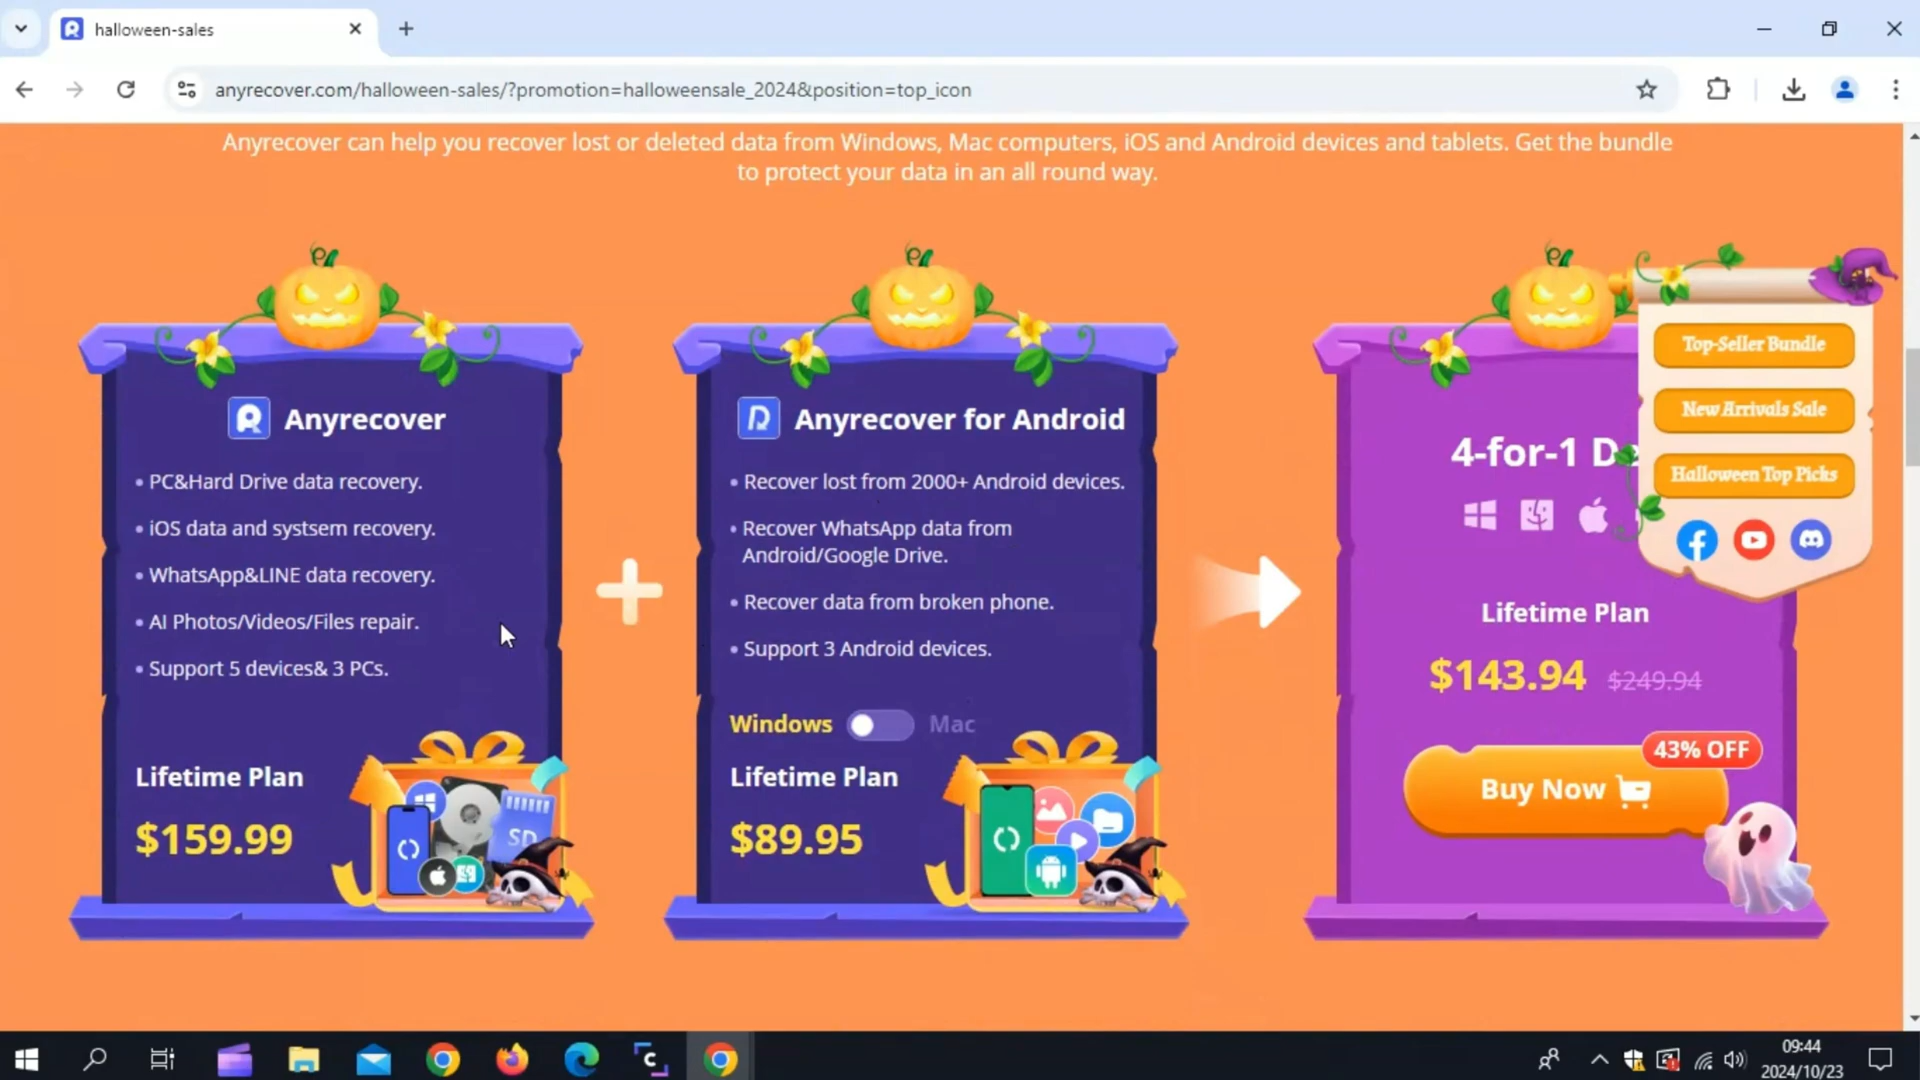 halloween-sales
anyrecover.com/halloween-sales/?promotion=halloweensale_2024&position=top_icon
Anyrecover can help you recover lost or deleted data from Windows, Mac computers, iOS and Android devices and tablets. Get the bundle
to protect your data in an all round way.
Anyrecover
• PC&Hard Drive data recovery.
• iOS data and systsem recovery.
• WhatsApp&LINE data recovery.
• AI Photos/Videos/Files repair.
• Support 5 devices& 3 PCs.
Lifetime Plan
$159.99
SD
Anyrecover for Android
• Recover lost from 2000+ Android devices.
• Recover WhatsApp data from
Android/Google Drive.
• Recover data from broken phone.
• Support 3 Android devices.
Windows Mac
Lifetime Plan
$89.95
4-for-1
Lifetime Plan
$143.94 $249.94
43% OFF
Buy Now
Top-Seller Bundle
New Arrivals Sale
Halloween Top Picks
09:44
2024/10/23